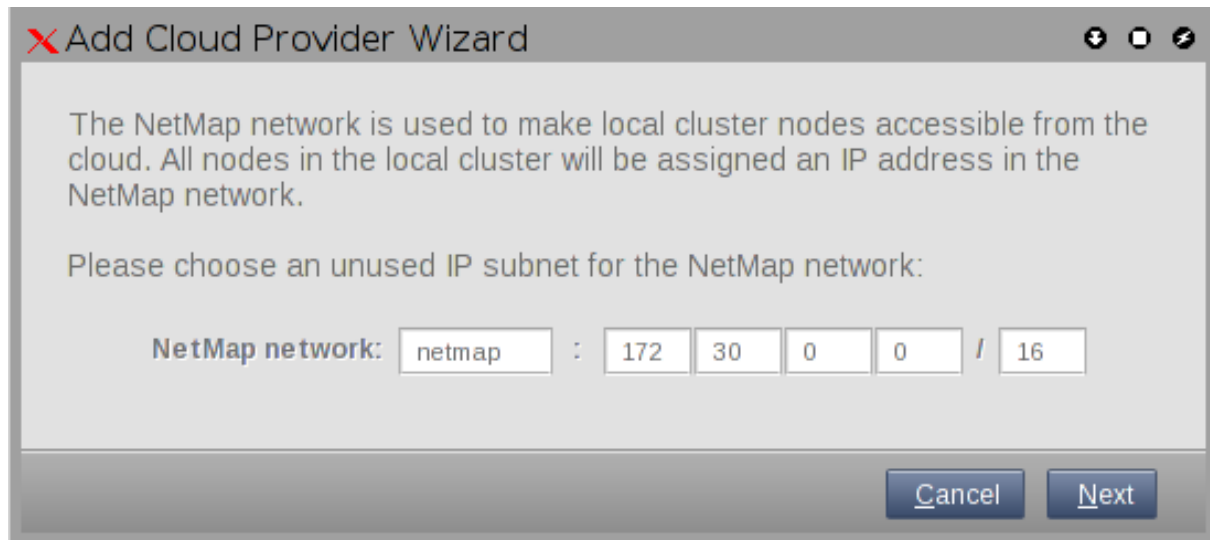 Add Cloud Provider Wizard
The NetMap network is used to make local cluster nodes accessible from the
cloud. All nodes in the local cluster will be assigned an IP address in the
NetMap network.
Please choose an unused IP subnet for the NetMap network:
NetMap network: netmap : 172 30 0 0 / 16
Cancel Next